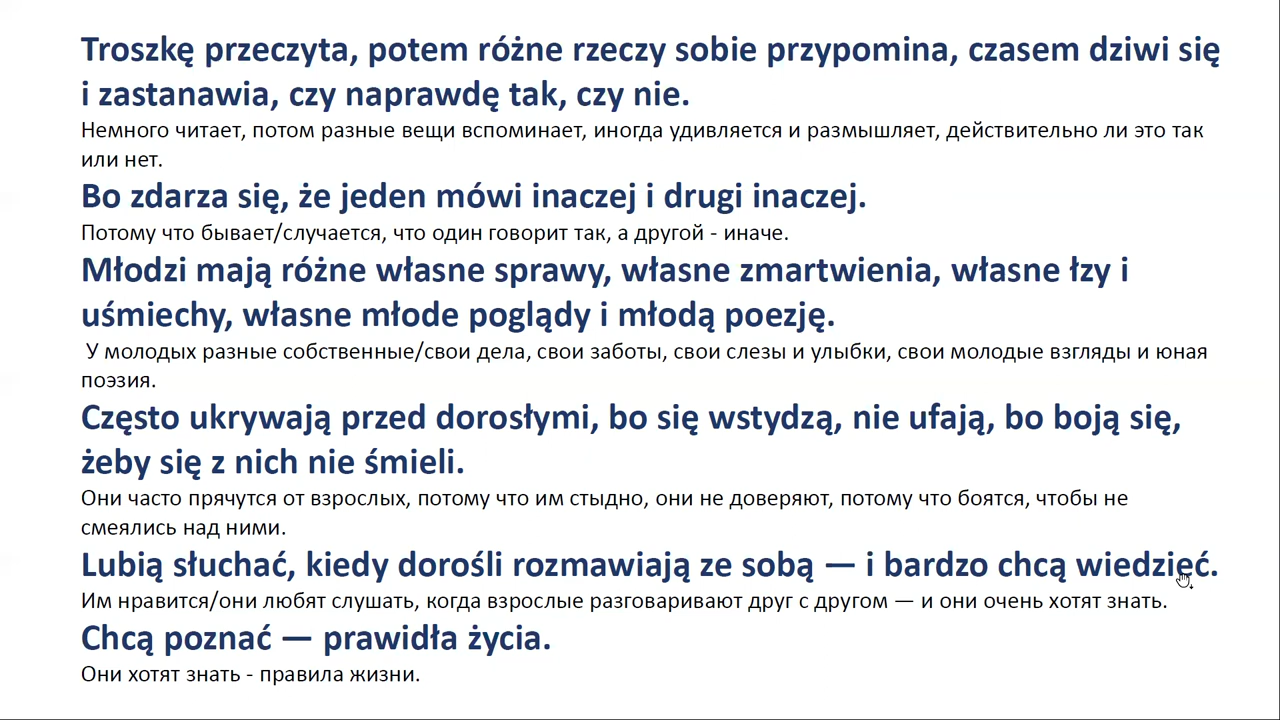 Troszkę przeczyta, potem różne rzeczy sobie przypomina, czasem dziwi się
i zastanawia, czy naprawdę tak, czy nie.
Немного читает, потом разные вещи вспоминает, иногда удивляется и размышляет, действительно ли это так
или нет.
Bo zdarza się, że jeden mówi inaczej i drugi inaczej.
Потому что бывает/случается, что один говорит так, а другой - иначе.
Młodzi mają różne własne sprawy, własne zmartwienia, własne łzy i
uśmiechy, własne młode poglądy i młodą poezję.
У молодых разные собственные/свои дела, свои заботы, свои слезы и улыбки, свои молодые взгляды и юная
поэзия.
Często ukrywają przed dorosłymi, bo się wstydzą, nie ufają, bo boją się,
żeby się z nich nie śmieli.
Они часто прячутся от взрослых, потому что им стыдно, они не доверяют, потому что боятся, чтобы не
смеялись над ними.
Lubią słuchać, kiedy dorośli rozmawiają ze sobą — i bardzo chcą wiedzięć.
Им нравится/они любят слушать, когда взрослые разговаривают друг с другом — и они очень хотят знать.
Chcą poznać — prawidła życia.
Они хотят знать - правила жизни.